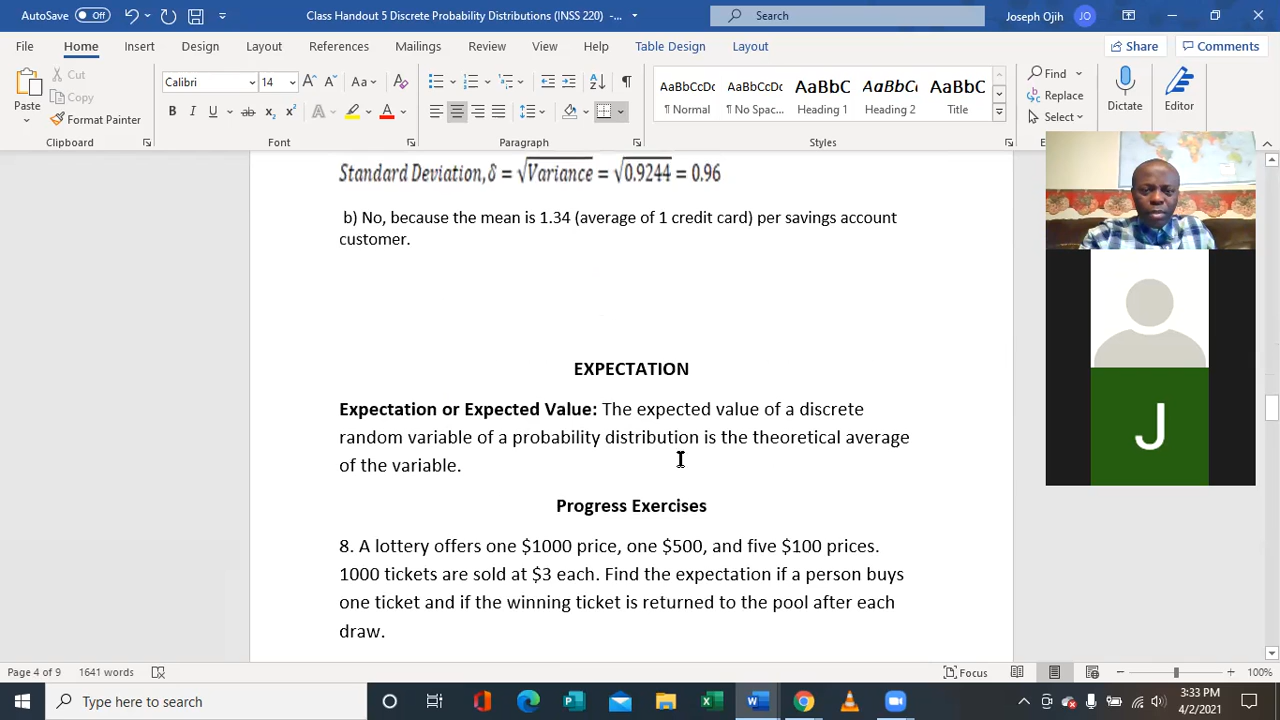 AutoSave Off
Class Handout 5 Discrete Probability Distributions (INSS 220) -...
Search
Joseph Ojih
JO
File Home Insert Design Layout References Mailings Review View Help Table Design Layout
Share Comments
Paste
Cut
Copy
Format Painter
Clipboard
Calibri 14
Font
Paragraph
AaBbCcDc AaBbCcDc AaBbC AaBbCc AaBbC
¶ Normal ¶ No Spac... Heading 1 Heading 2 Title
Styles
Find
Replace
Select
Editing
Dictate
Voice
Editor
Editor
Standard Deviation, δ = √Variance = √0.9244 = 0.96
b) No, because the mean is 1.34 (average of 1 credit card) per savings account
customer.
EXPECTATION
Expectation or Expected Value: The expected value of a discrete
random variable of a probability distribution is the theoretical average
of the variable.
Progress Exercises
8. A lottery offers one $1000 price, one $500, and five $100 prices.
1000 tickets are sold at $3 each. Find the expectation if a person buys
one ticket and if the winning ticket is returned to the pool after each
draw.
J
Page 4 of 9 1641 words
Focus
100%
Type here to search
3:33 PM
4/2/2021